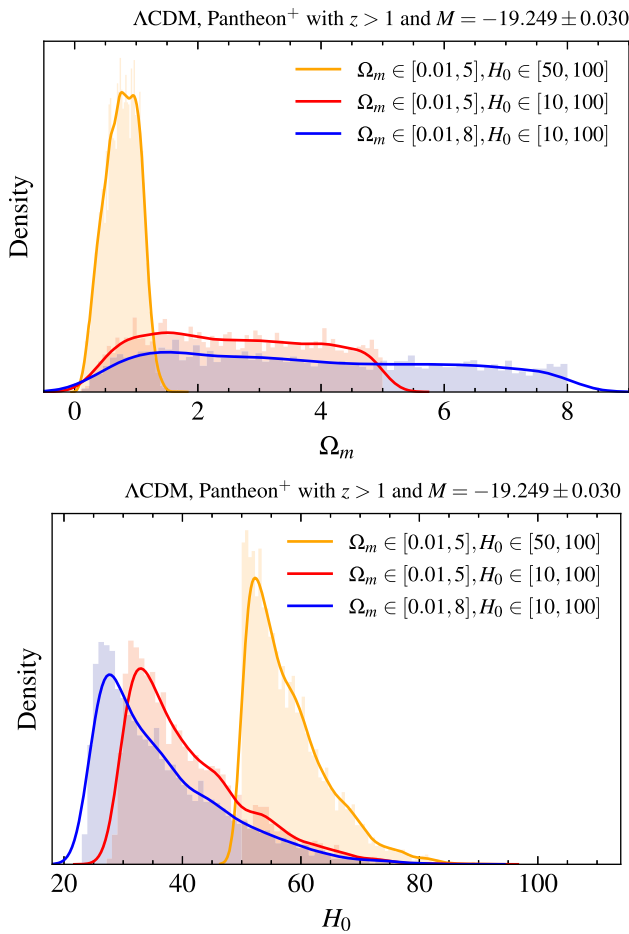 ΛCDM, Pantheon⁺ with z > 1 and M = −19.249 ± 0.030
Ωₘ ∈ [0.01, 5], H₀ ∈ [50, 100]
Ωₘ ∈ [0.01, 5], H₀ ∈ [10, 100]
Ωₘ ∈ [0.01, 8], H₀ ∈ [10, 100]
Density
0 2 4 6 8
Ωₘ
ΛCDM, Pantheon⁺ with z > 1 and M = −19.249 ± 0.030
Ωₘ ∈ [0.01, 5], H₀ ∈ [50, 100]
Ωₘ ∈ [0.01, 5], H₀ ∈ [10, 100]
Ωₘ ∈ [0.01, 8], H₀ ∈ [10, 100]
Density
20 40 60 80 100
H₀